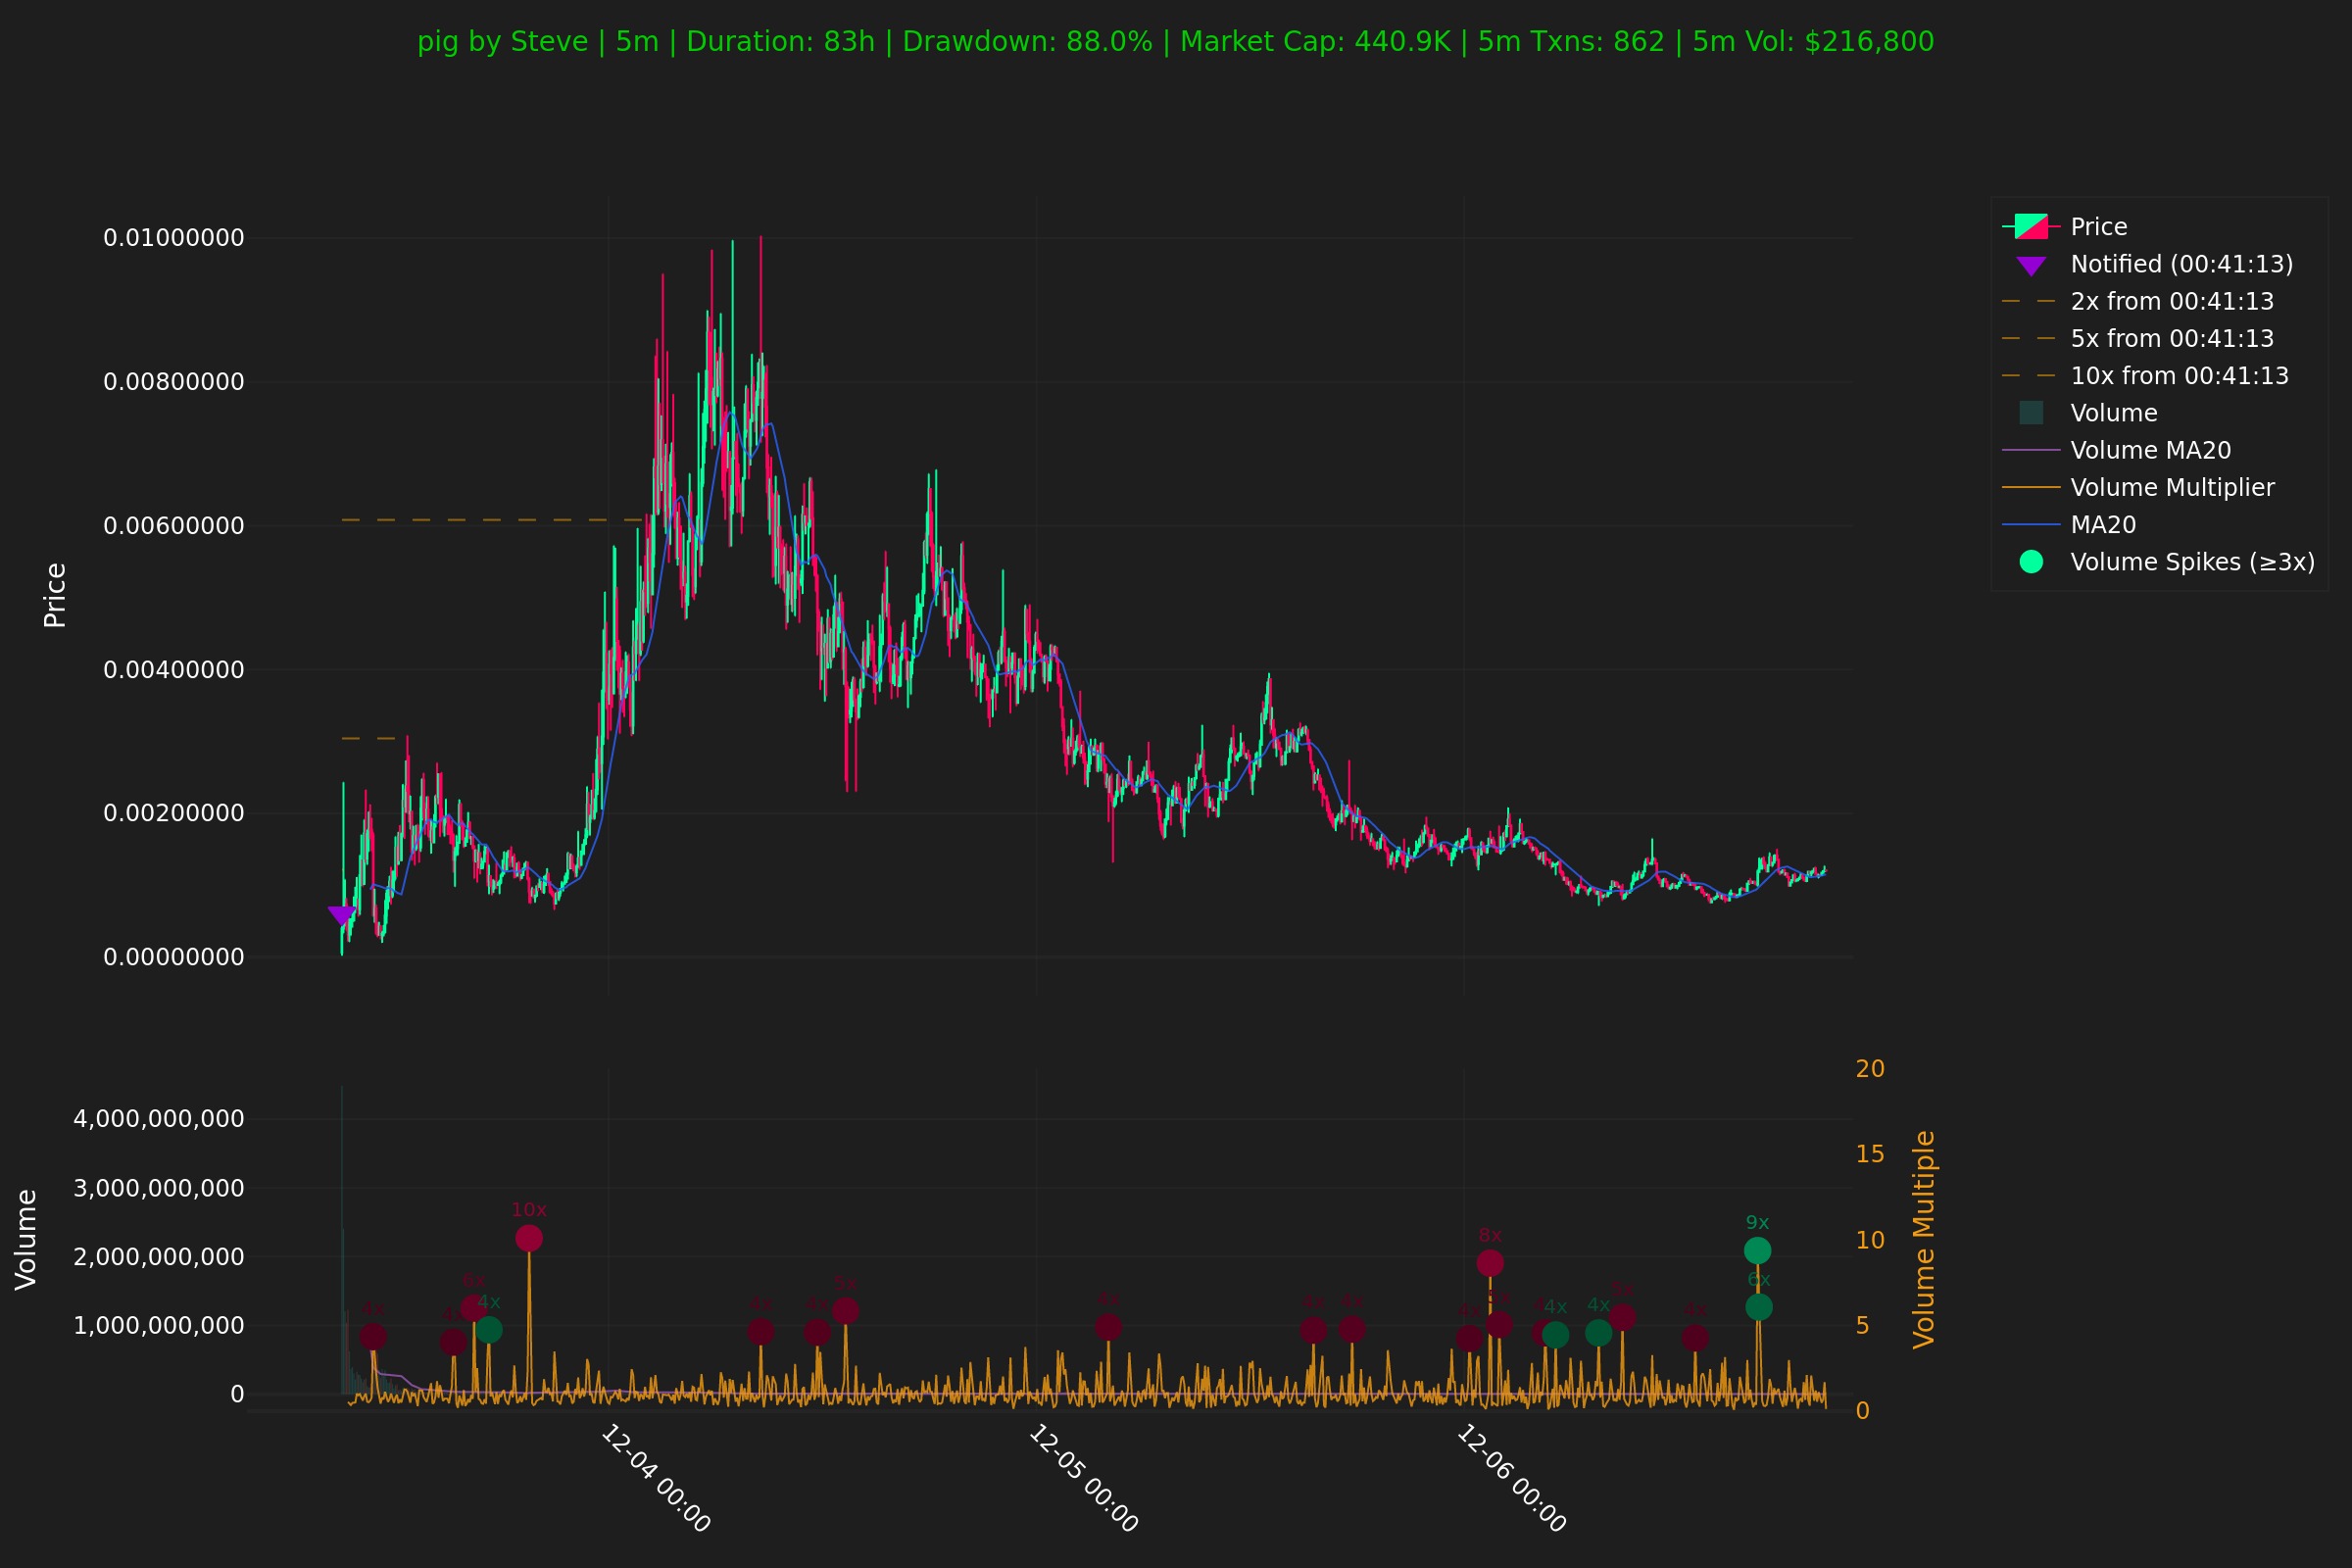 pig by Steve | 5m | Duration: 83h | Drawdown: 88.0% | Market Cap: 440.9K | 5m Txns: 862 | 5m Vol: $216,800
Price
0.01000000
0.00800000
0.00600000
0.00400000
0.00200000
0.00000000
Price
Notified (00:41:13)
2x from 00:41:13
5x from 00:41:13
10x from 00:41:13
Volume
Volume MA20
Volume Multiplier
MA20
Volume Spikes (≥3x)
Volume
4,000,000,000
3,000,000,000
2,000,000,000
1,000,000,000
0
4x
4x
6x
4x
10x
4x
4x
5x
4x
4x
4x
8x
4x
4x
5x
9x
6x
20
15
10
5
0
Volume Multiple
12-04 00:00
12-05 00:00
12-06 00:00